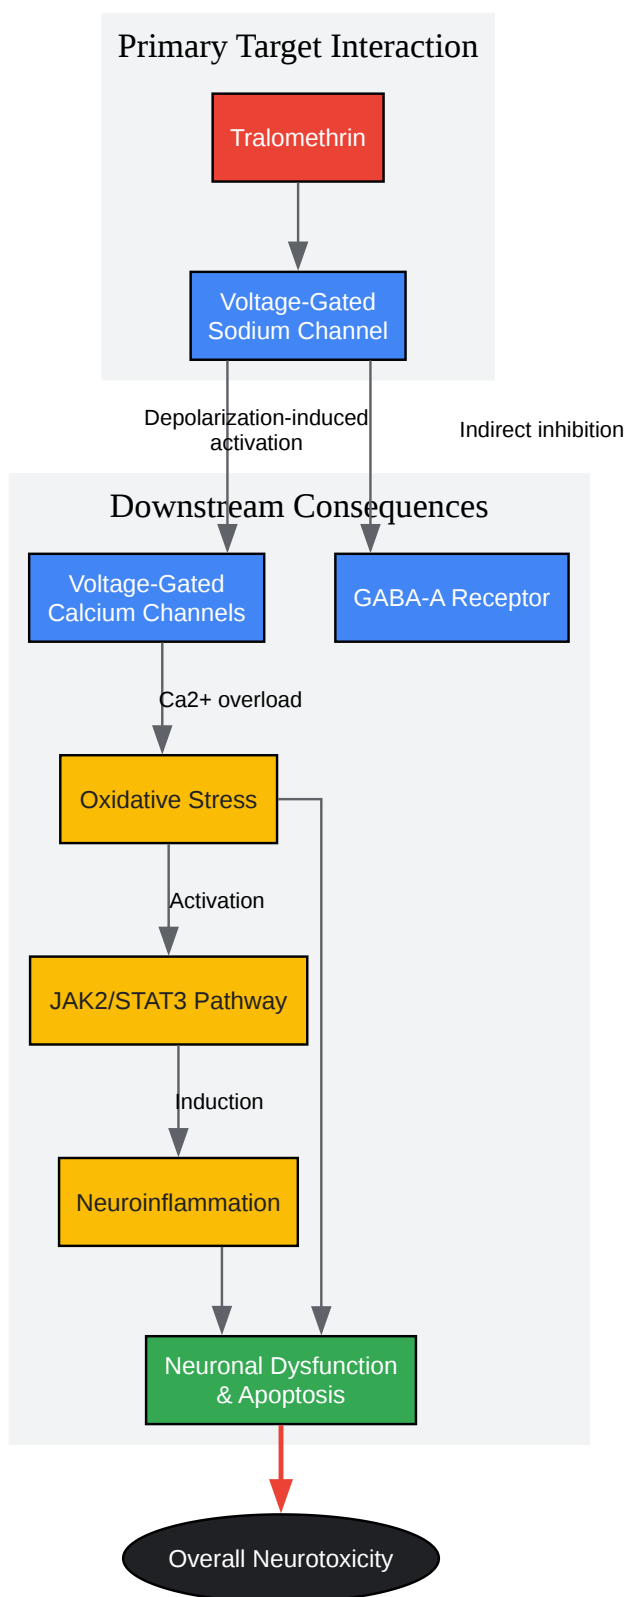 Primary Target Interaction
Tralomethrin
Voltage-Gated
Sodium Channel
Depolarization-induced
activation
Indirect inhibition
Downstream Consequences
Voltage-Gated
Calcium Channels
GABA-A Receptor
Ca2+ overload
Oxidative Stress
Activation
JAK2/STAT3 Pathway
Induction
Neuroinflammation
Neuronal Dysfunction
& Apoptosis
Overall Neurotoxicity